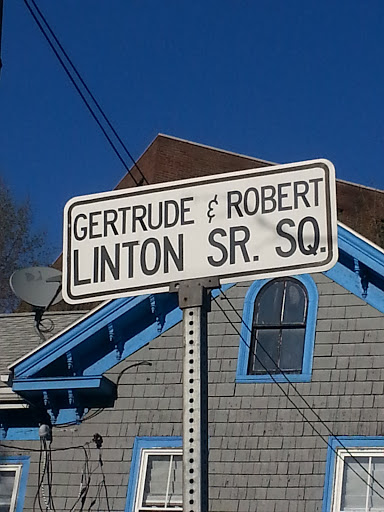 GERTRUDE & ROBERT
LINTON SR. SQ.